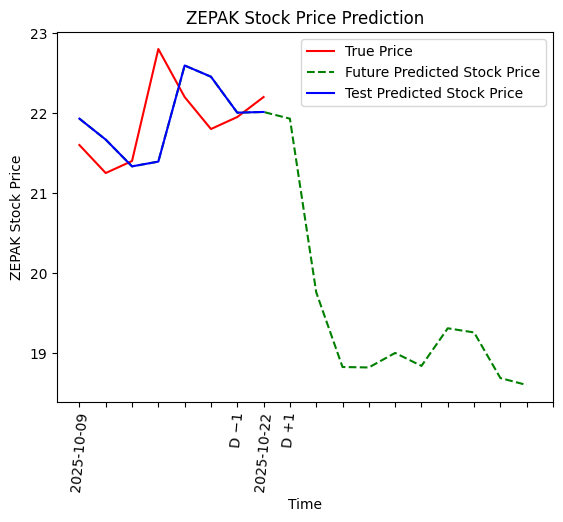 ZEPAK Stock Price Prediction
True Price
Future Predicted Stock Price
Test Predicted Stock Price
ZEPAK Stock Price
23
22
21
20
19
2025-10-09
D −1
2025-10-22
D +1
Time